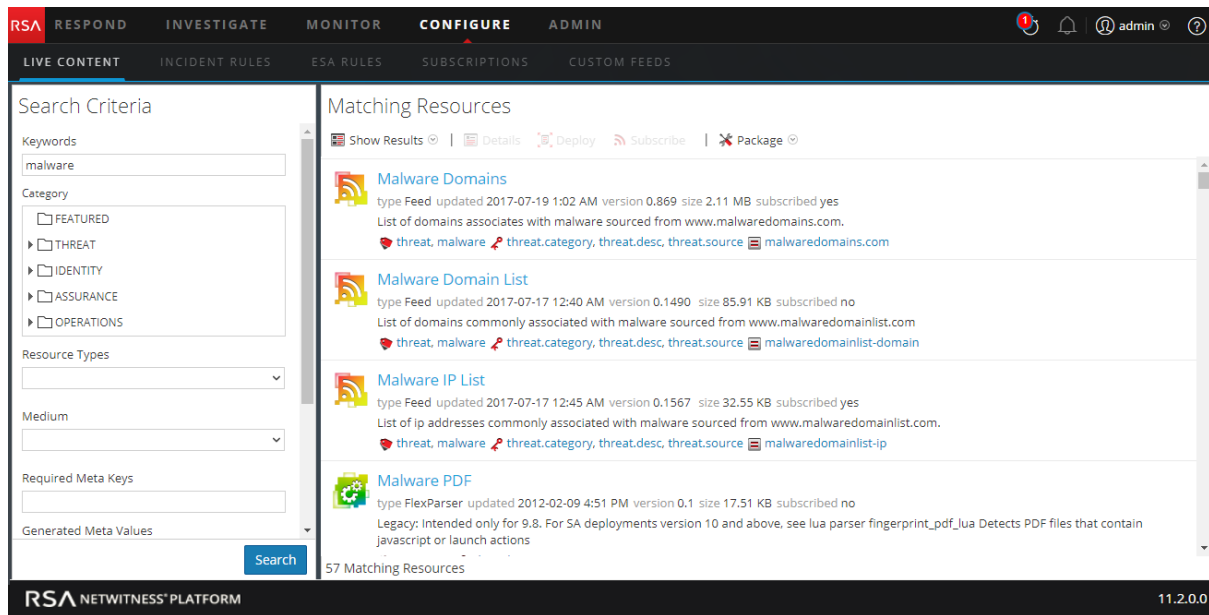 RSA RESPOND INVESTIGATE MONITOR CONFIGURE ADMIN 1 admin ?
LIVE CONTENT INCIDENT RULES ESA RULES SUBSCRIPTIONS CUSTOM FEEDS
Search Criteria
Keywords
malware
Category
FEATURED
THREAT
IDENTITY
ASSURANCE
OPERATIONS
Resource Types
Medium
Required Meta Keys
Generated Meta Values
Search
Matching Resources
Show Results | Details Deploy Subscribe | Package
Malware Domains
type Feed updated 2017-07-19 1:02 AM version 0.869 size 2.11 MB subscribed yes
List of domains associates with malware sourced from www.malwaredomains.com.
threat, malware threat.category, threat.desc, threat.source malwaredomains.com
Malware Domain List
type Feed updated 2017-07-17 12:40 AM version 0.1490 size 85.91 KB subscribed no
List of domains commonly associated with malware sourced from www.malwaredomainlist.com
threat, malware threat.category, threat.desc, threat.source malwaredomainlist-domain
Malware IP List
type Feed updated 2017-07-17 12:45 AM version 0.1567 size 32.55 KB subscribed yes
List of ip addresses commonly associated with malware sourced from www.malwaredomainlist.com.
threat, malware threat.category, threat.desc, threat.source malwaredomainlist-ip
Malware PDF
type FlexParser updated 2012-02-09 4:51 PM version 0.1 size 17.51 KB subscribed no
Legacy: Intended only for 9.8. For SA deployments version 10 and above, see lua parser fingerprint_pdf_lua Detects PDF files that contain
javascript or launch actions
57 Matching Resources
RSA NETWITNESS® PLATFORM 11.2.0.0